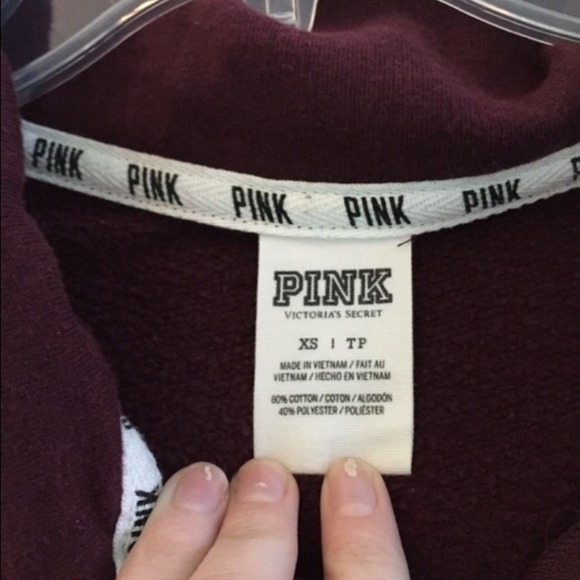 PINK PINK PINK PINK PINK
PINK
VICTORIA'S SECRET
XS | TP
MADE IN VIETNAM / FAIT AU
VIETNAM / HECHO EN VIETNAM
60% COTTON / COTON / ALGODÓN
40% POLYESTER / POLIÉSTER